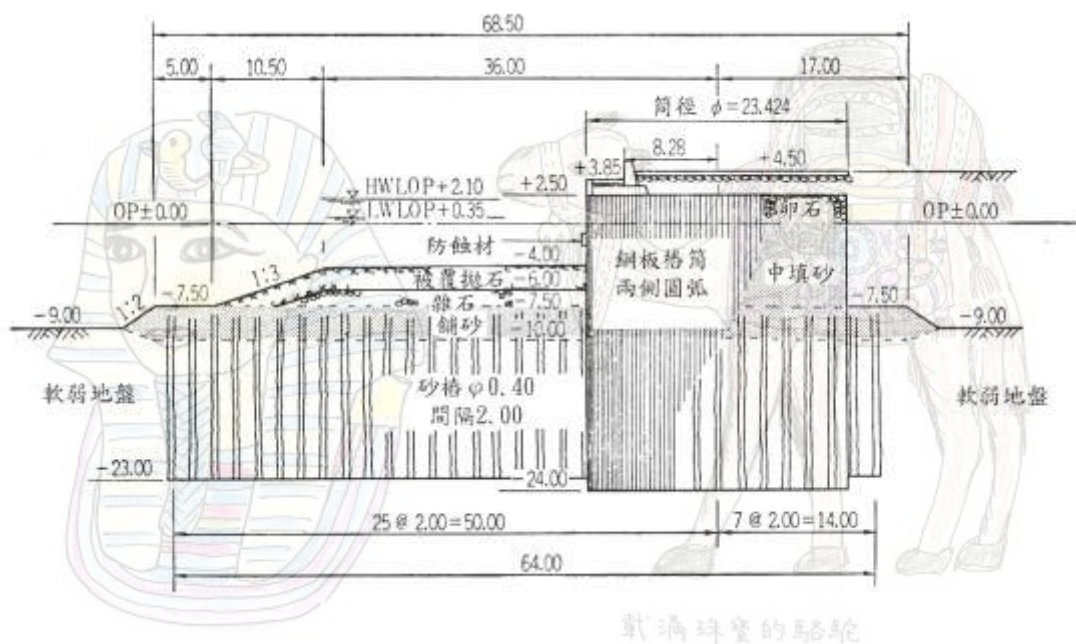 68.50
5.00
10.50
36.00
17.00
筒徑 φ=23.424
8.28
+3.85
+4.50
HWLOP+2.10
+2.50
LWLOP+0.35
OP±0.00
卵石
OP±0.00
防蝕材
-4.00
鋼板樁筒
兩側圓弧
中填砂
1:3
被覆拋石
-6.00
-7.50
雜石
-7.50
-7.50
1:2
-9.00
舖砂
-10.00
-9.00
軟弱地盤
砂樁φ0.40
間隔2.00
軟弱地盤
-23.00
-24.00
25 @ 2.00=50.00
7 @ 2.00=14.00
64.00
載滿珠寶的駱駝